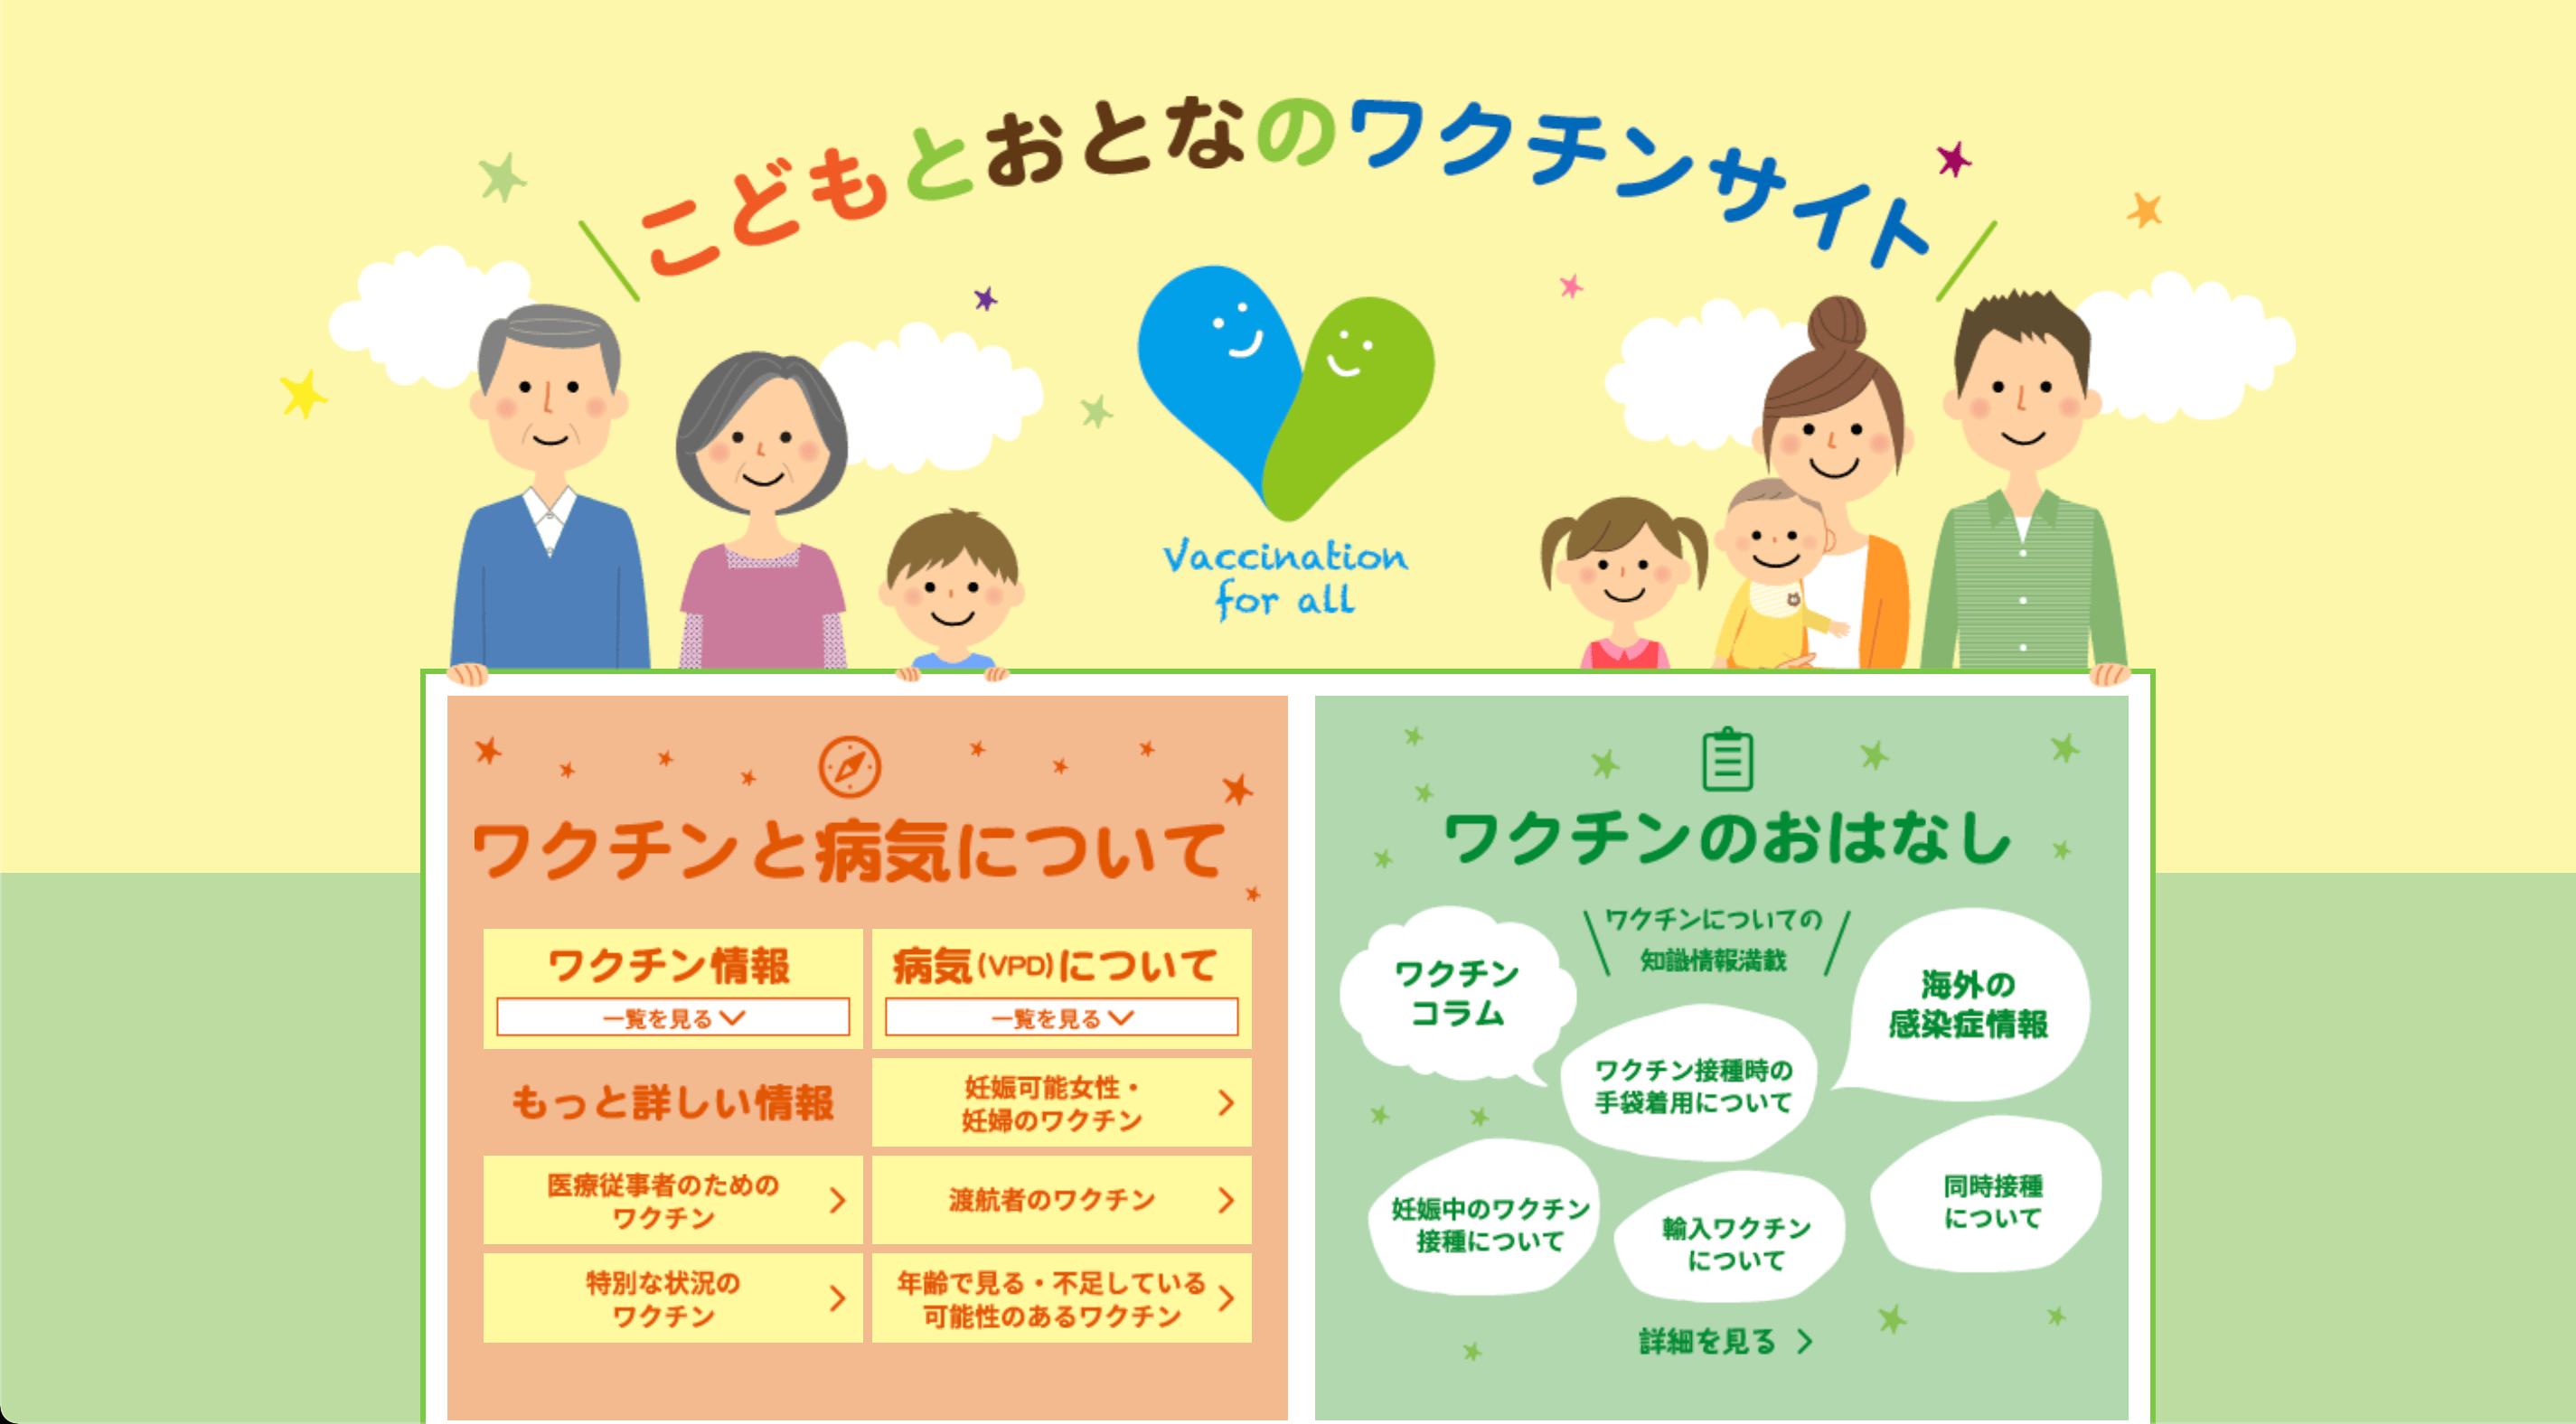 こどもとおとなのワクチンサイト
Vaccination
for all
ワクチンと病気について
ワクチン情報
一覧を見る
病気(VPD)について
一覧を見る
もっと詳しい情報
妊娠可能女性・
妊婦のワクチン
医療従事者のための
ワクチン
渡航者のワクチン
特別な状況の
ワクチン
年齢で見る・不足している
可能性のあるワクチン
ワクチンのおはなし
ワクチンについての
知識情報満載
ワクチン
コラム
海外の
感染症情報
ワクチン接種時の
手袋着用について
妊娠中のワクチン
接種について
輸入ワクチン
について
同時接種
について
詳細を見る